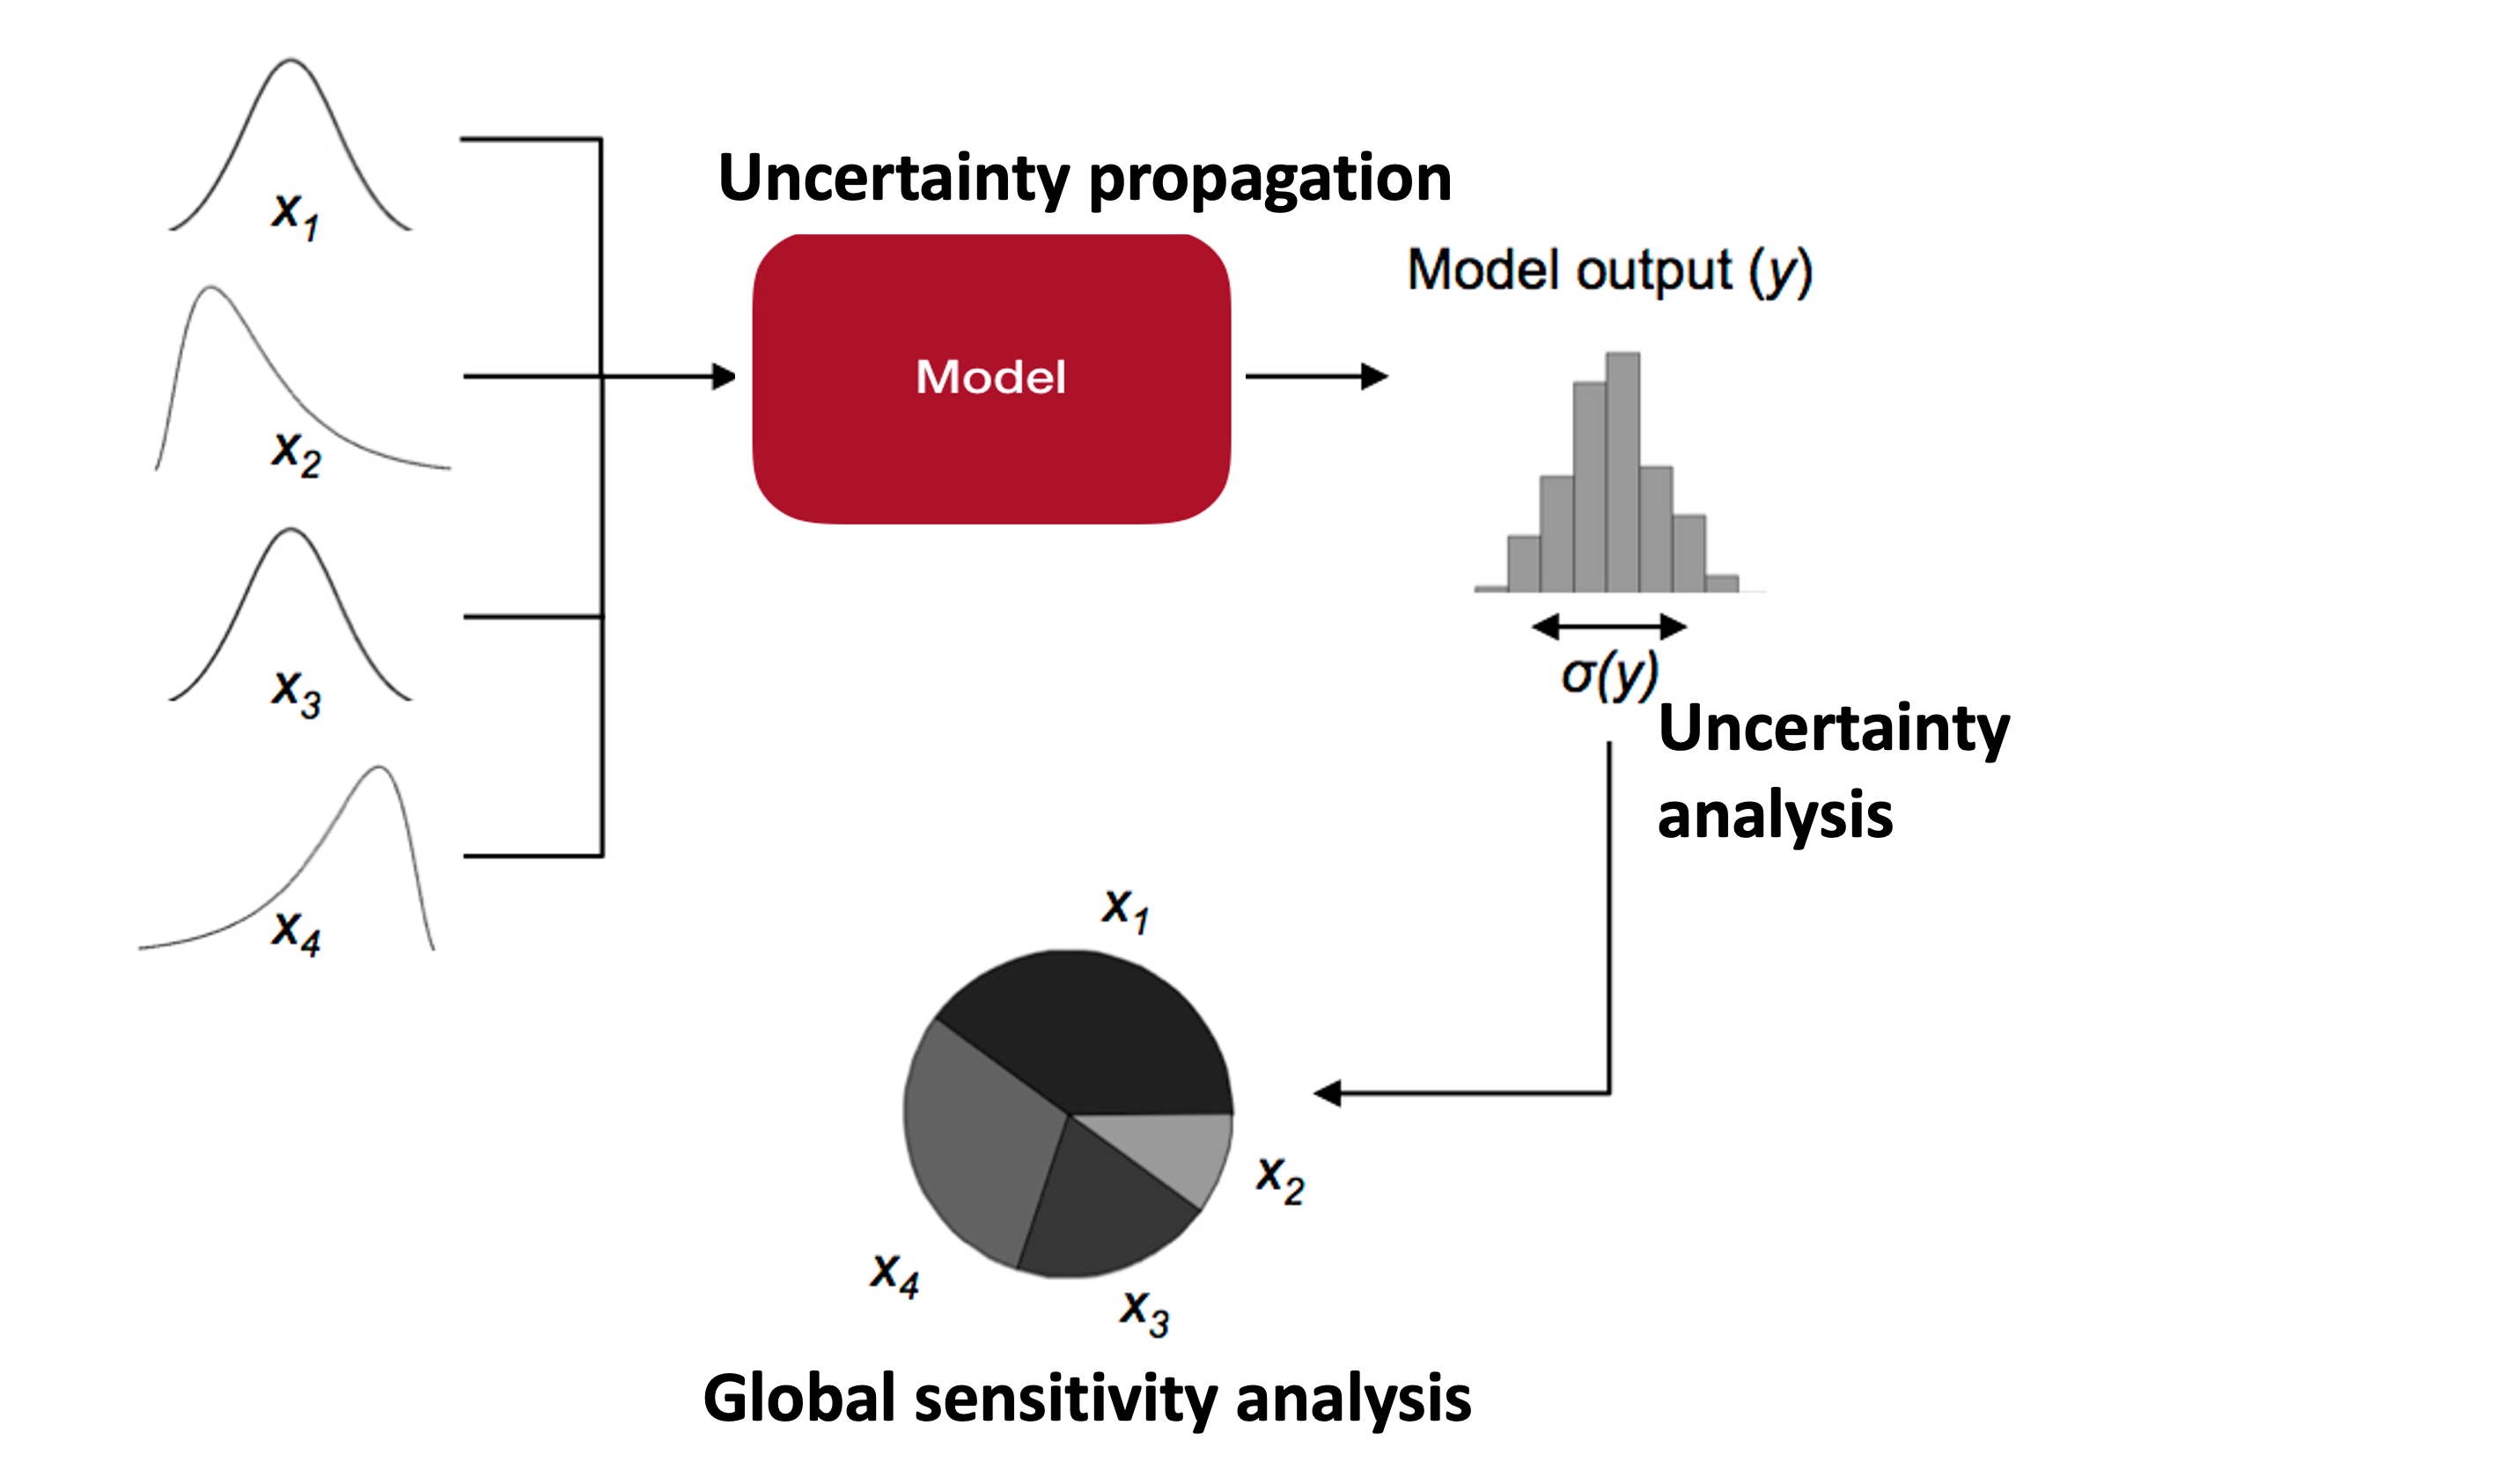 x1
Uncertainty propagation
Model output (y)
Model
x2
x3
σ(y)
Uncertainty
analysis
x4
x1
x2
x4
x3
Global sensitivity analysis